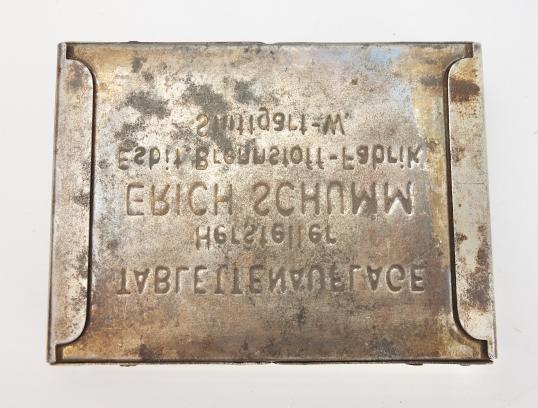 TABLETTENAUFLAGE
Hersteller
ERICH SCHUMM
Esbit Brennstoff-Fabrik
Stuttgart-W.